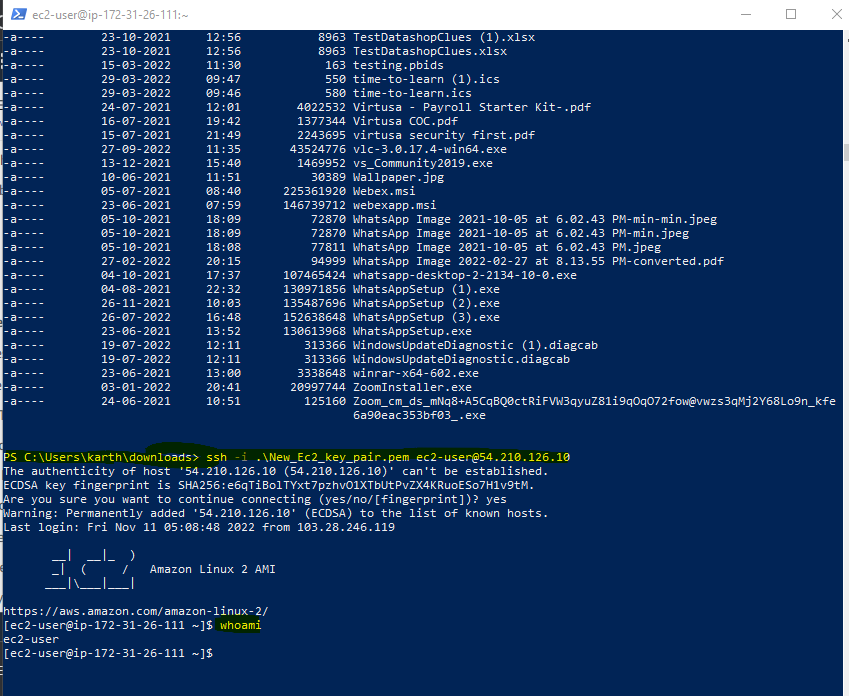 ec2-user@ip-172-31-26-111:~
-a---- 23-10-2021 12:56 8963 TestDatashopClues (1).xlsx
-a---- 23-10-2021 12:56 8963 TestDatashopClues.xlsx
-a---- 15-03-2022 11:30 163 testing.pbids
-a---- 29-03-2022 09:47 550 time-to-learn (1).ics
-a---- 29-03-2022 09:46 580 time-to-learn.ics
-a---- 24-07-2021 12:01 4022532 Virtusa - Payroll Starter Kit-.pdf
-a---- 16-07-2021 19:42 1377344 Virtusa COC.pdf
-a---- 15-07-2021 21:49 2243695 virtusa security first.pdf
-a---- 27-09-2022 11:35 43524776 vlc-3.0.17.4-win64.exe
-a---- 13-12-2021 15:40 1469952 vs_Community2019.exe
-a---- 10-06-2021 11:51 30389 Wallpaper.jpg
-a---- 05-07-2021 08:40 225361920 Webex.msi
-a---- 23-06-2021 07:59 146739712 webexapp.msi
-a---- 05-10-2021 18:09 72870 WhatsApp Image 2021-10-05 at 6.02.43 PM-min-min.jpeg
-a---- 05-10-2021 18:09 72870 WhatsApp Image 2021-10-05 at 6.02.43 PM-min.jpeg
-a---- 05-10-2021 18:08 77811 WhatsApp Image 2021-10-05 at 6.02.43 PM.jpeg
-a---- 27-02-2022 20:15 94999 WhatsApp Image 2022-02-27 at 8.13.55 PM-converted.pdf
-a---- 04-10-2021 17:37 107465424 whatsapp-desktop-2-2134-10-0.exe
-a---- 04-08-2021 22:32 130971856 WhatsAppSetup (1).exe
-a---- 26-11-2021 10:03 135487696 WhatsAppSetup (2).exe
-a---- 26-07-2022 16:48 152638648 WhatsAppSetup (3).exe
-a---- 23-06-2021 13:52 130613968 WhatsAppSetup.exe
-a---- 19-07-2022 12:11 313366 WindowsUpdateDiagnostic (1).diagcab
-a---- 19-07-2022 12:11 313366 WindowsUpdateDiagnostic.diagcab
-a---- 23-06-2021 13:00 3338648 winrar-x64-602.exe
-a---- 03-01-2022 20:41 20997744 ZoomInstaller.exe
-a---- 24-06-2021 10:51 125160 Zoom_cm_ds_mNq8+A5CqBQ0ctRiFVW3qyuZ81i9qOqO72fow@vwzs3qMj2Y68Lo9n_kfe
6a90eac353bf03_.exe
PS C:\Users\karth\downloads> ssh -i .\New_Ec2_key_pair.pem ec2-user@54.210.126.10
The authenticity of host '54.210.126.10 (54.210.126.10)' can't be established.
ECDSA key fingerprint is SHA256:e6qTiBolTYxt7pzhvO1XTbUtPvZX4KRuoESo7H1v9tM.
Are you sure you want to continue connecting (yes/no/[fingerprint])? yes
Warning: Permanently added '54.210.126.10' (ECDSA) to the list of known hosts.
Last login: Fri Nov 11 05:08:48 2022 from 103.28.246.119
__|  __|_  )
_|  (     /   Amazon Linux 2 AMI
___|\___|___|
https://aws.amazon.com/amazon-linux-2/
[ec2-user@ip-172-31-26-111 ~]$ whoami
ec2-user
[ec2-user@ip-172-31-26-111 ~]$